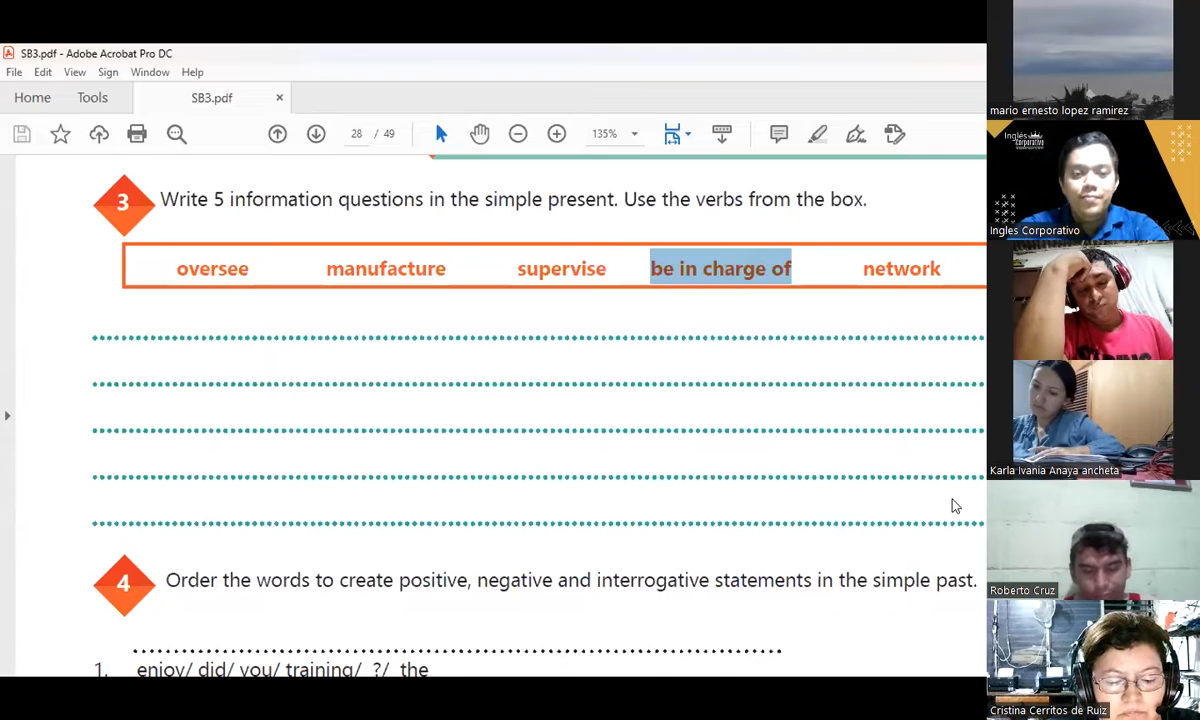 SB3.pdf - Adobe Acrobat Pro DC
File Edit View Sign Window Help
Home Tools SB3.pdf ×
28 / 49 135%
3 Write 5 information questions in the simple present. Use the verbs from the box.
oversee manufacture supervise be in charge of network
4 Order the words to create positive, negative and interrogative statements in the simple past.
1. enjoy/ did/ you/ training/ ?/ the
mario ernesto lopez ramirez
Inglés
Corporativo
Ingles Corporativo
Karla Ivania Anaya ancheta
Roberto Cruz
Cristina Cerritos de Ruiz